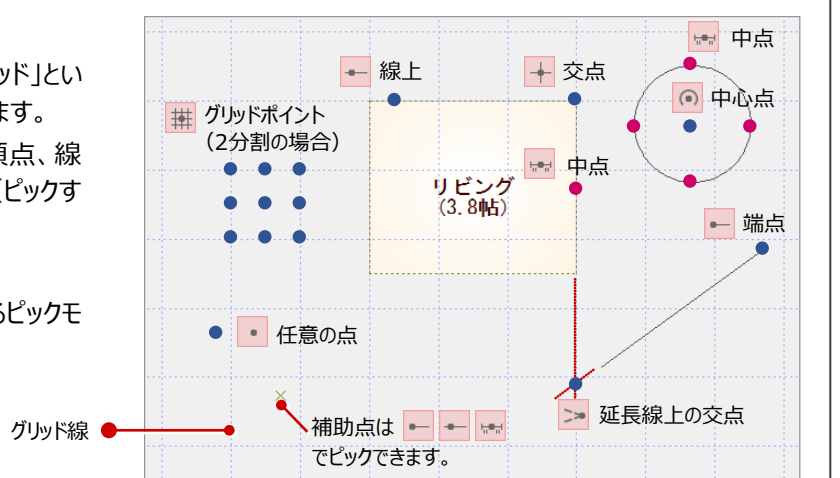 ッド」とい
ます。
頂点、線
（ピックす
るピックモ
中点
線上
交点
中心点
グリッドポイント
（2分割の場合）
中点
リビング
(3.8帖)
端点
任意の点
延長線上の交点
グリッド線
補助点は
でピックできます。